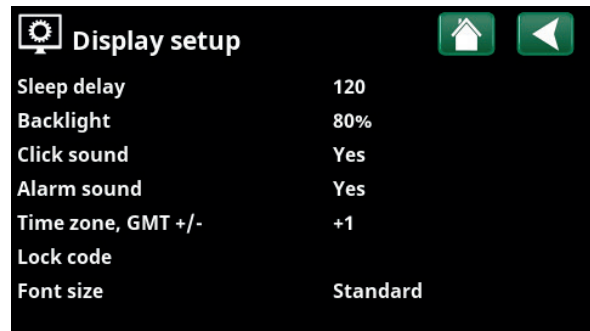 Display setup
Sleep delay 120
Backlight 80%
Click sound Yes
Alarm sound Yes
Time zone, GMT +/- +1
Lock code
Font size Standard